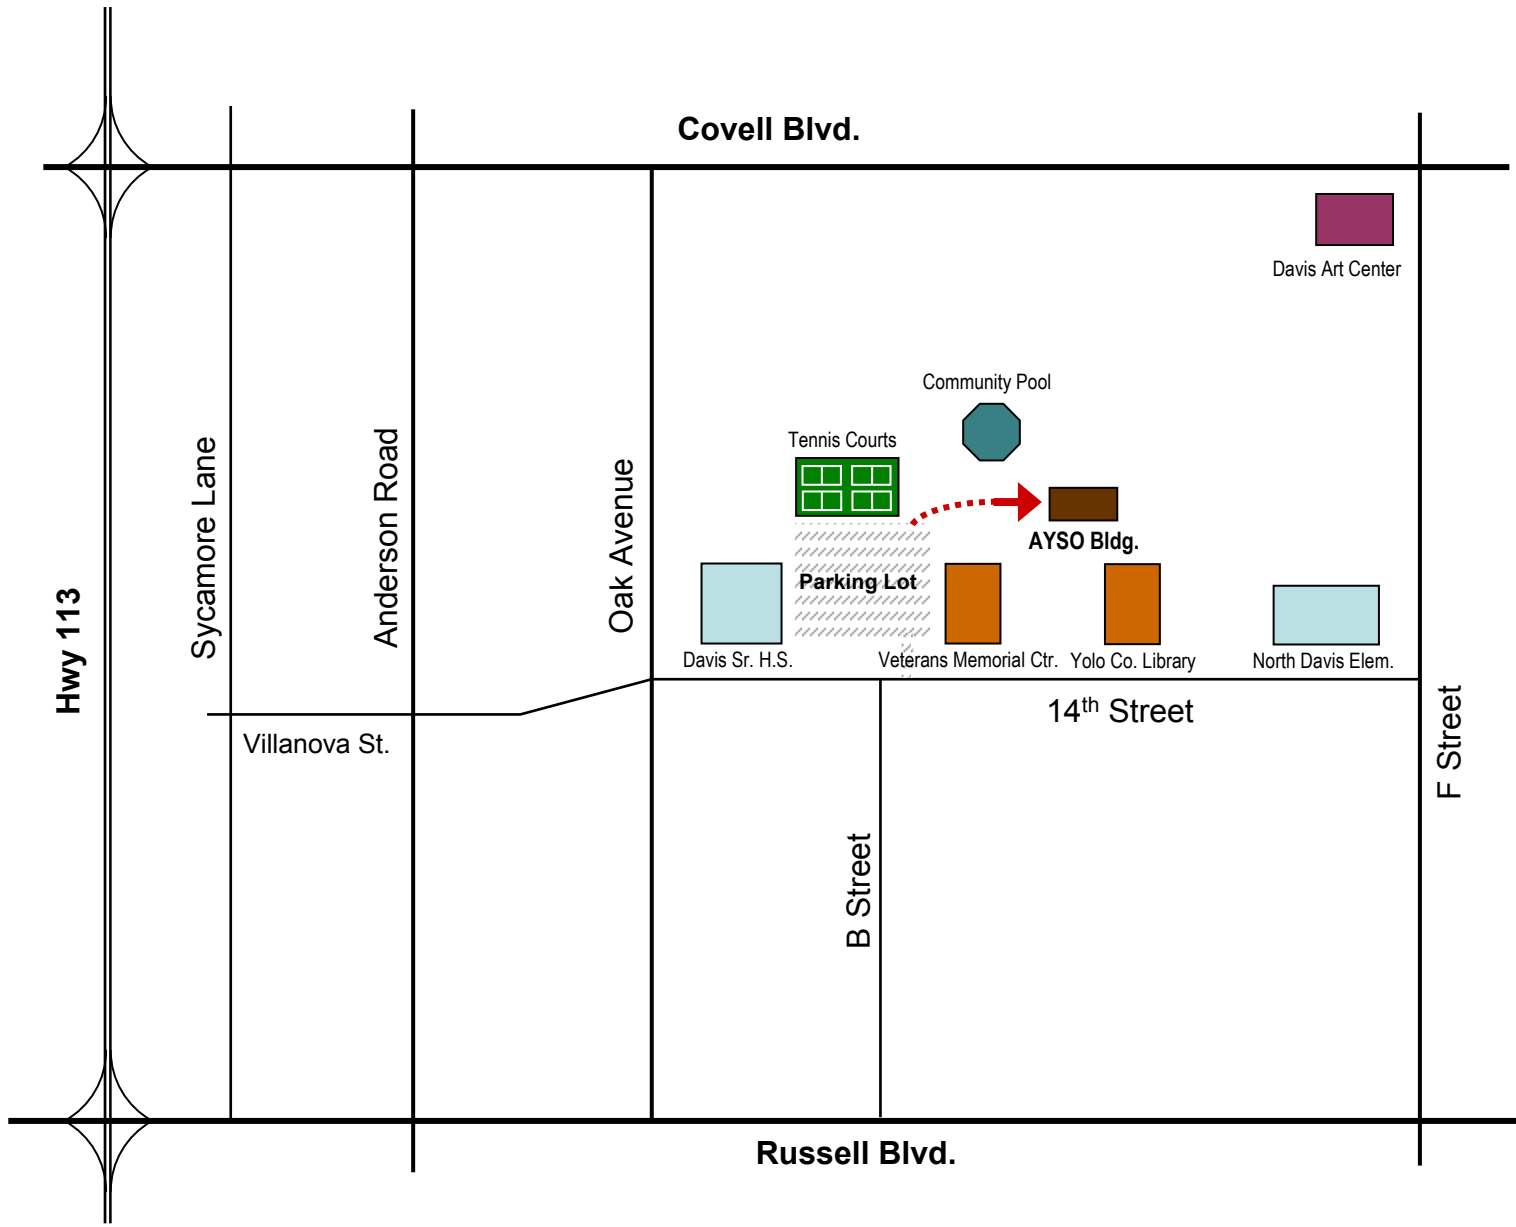 Covell Blvd.
Davis Art Center
Community Pool
Tennis Courts
Sycamore Lane
Anderson Road
Oak Avenue
AYSO Bldg.
Parking Lot
Hwy 113
Davis Sr. H.S.
Veterans Memorial Ctr.
Yolo Co. Library
North Davis Elem.
14th Street
Villanova St.
F Street
B Street
Russell Blvd.